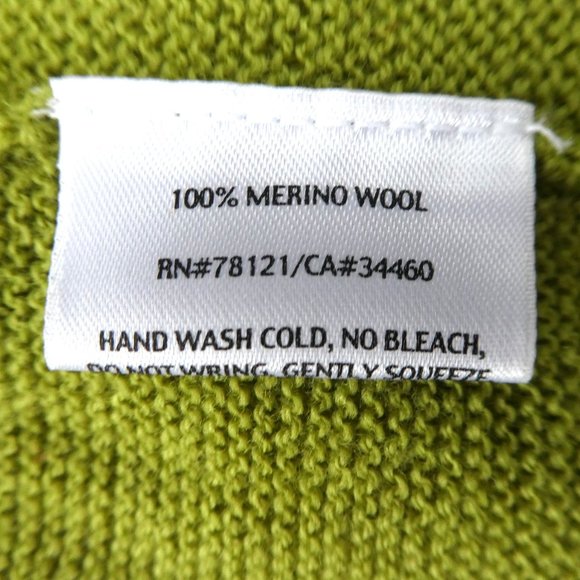 100% MERINO WOOL
RN#78121/CA#34460
HAND WASH COLD, NO BLEACH,
DO NOT WRING, GENTLY SQUEEZE